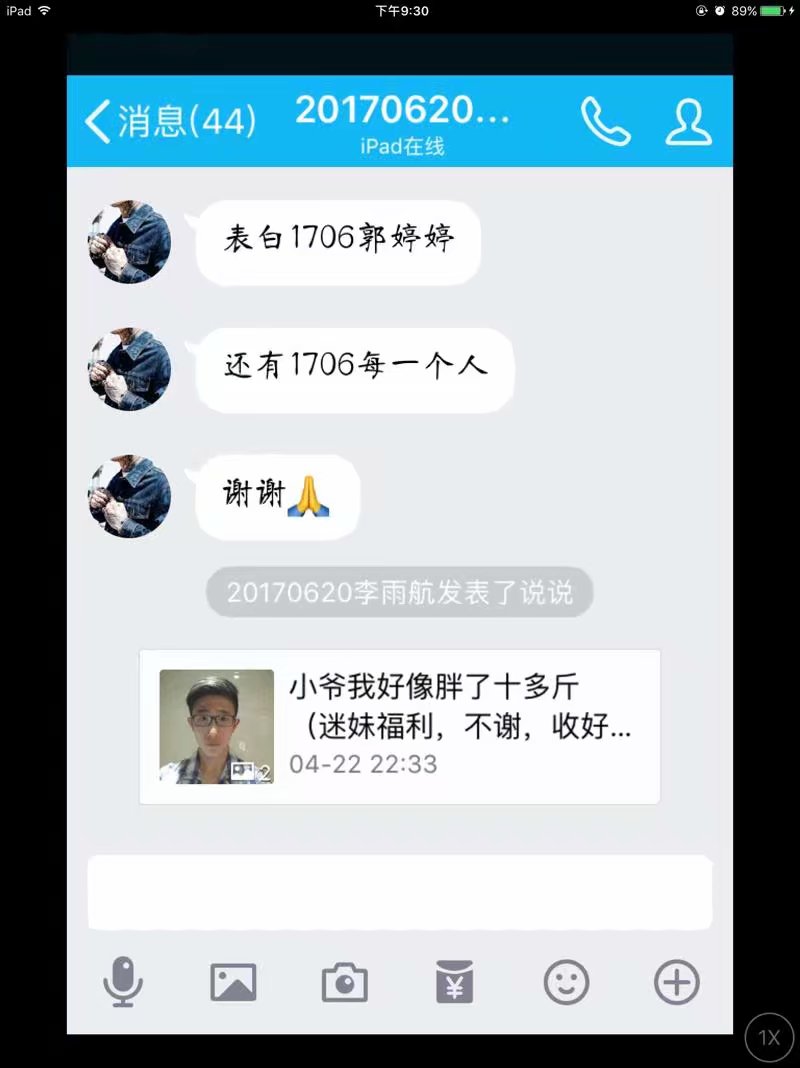 iPad 下午9:30 89%
消息(44) 20170620...
iPad在线
表白1706郭婷婷
还有1706每一个人
谢谢🙏
20170620李雨航发表了说说
小爷我好像胖了十多斤
（迷妹福利，不谢，收好...
2
04-22 22:33
¥
1X